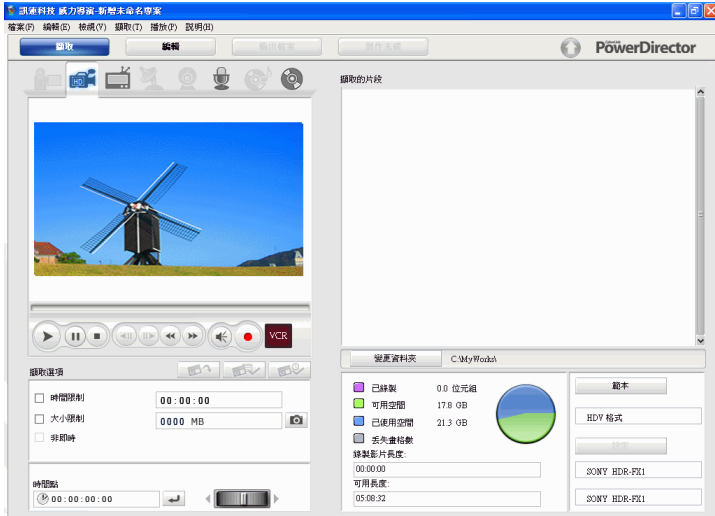 訊連科技 威力導演-新增未命名專案
檔案(F) 編輯(E) 檢視(V) 擷取(T) 播放(P) 說明(H)
擷取 編輯 輸出檔案 製作光碟 CyberLink PowerDirector
HD
擷取的片段
VCR
變更資料夾 C:\MyWorks\
擷取選項
時間限制 00:00:00
大小限制 0000 MB
非即時
時間點
00:00:00:00
已錄製 0.0 位元組
可用空間 17.8 GB
已使用空間 21.3 GB
丟失畫格數
錄製影片長度:
00:00:00
可用長度:
05:08:32
範本
HDV 格式
設定
SONY HDR-FX1
SONY HDR-FX1